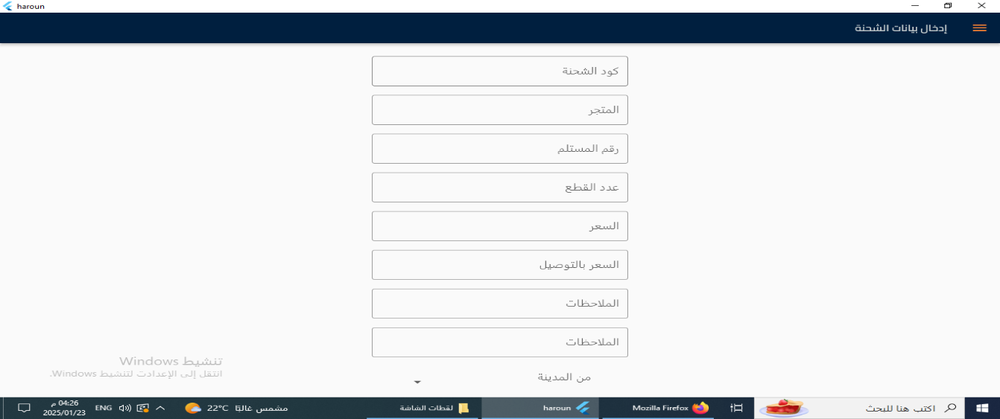 haroun
إدخال بيانات الشحنة
كود الشحنة
المتجر
رقم المستلم
عدد القطع
السعر
السعر بالتوصيل
الملاحظات
الملاحظات
من المدينة
تنشيط Windows
انتقل إلى الإعدادت لتنشيط Windows.
اكتب هنا للبحث
Mozilla Firefox
haroun
لقطات الشاشة
مشمس غالبًا 22°C
ENG
04:26 م
2025/01/23